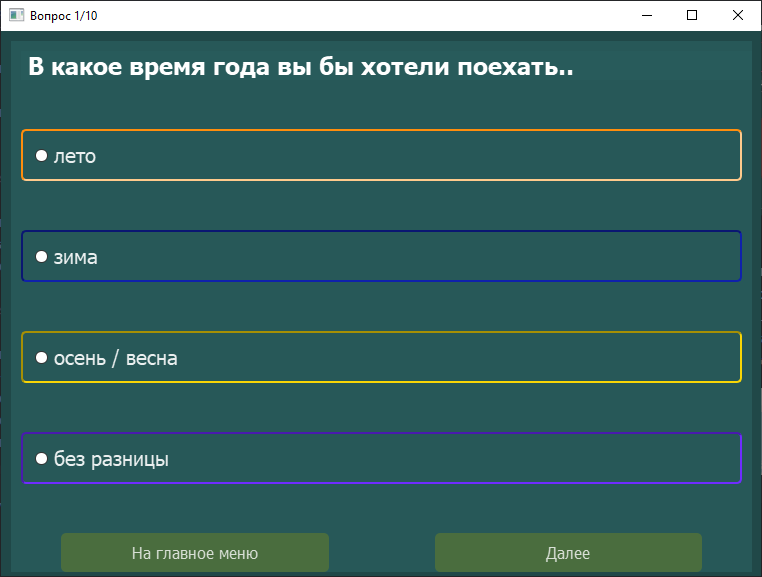 Вопрос 1/10
В какое время года вы бы хотели поехать..
лето
зима
осень / весна
без разницы
На главное меню
Далее